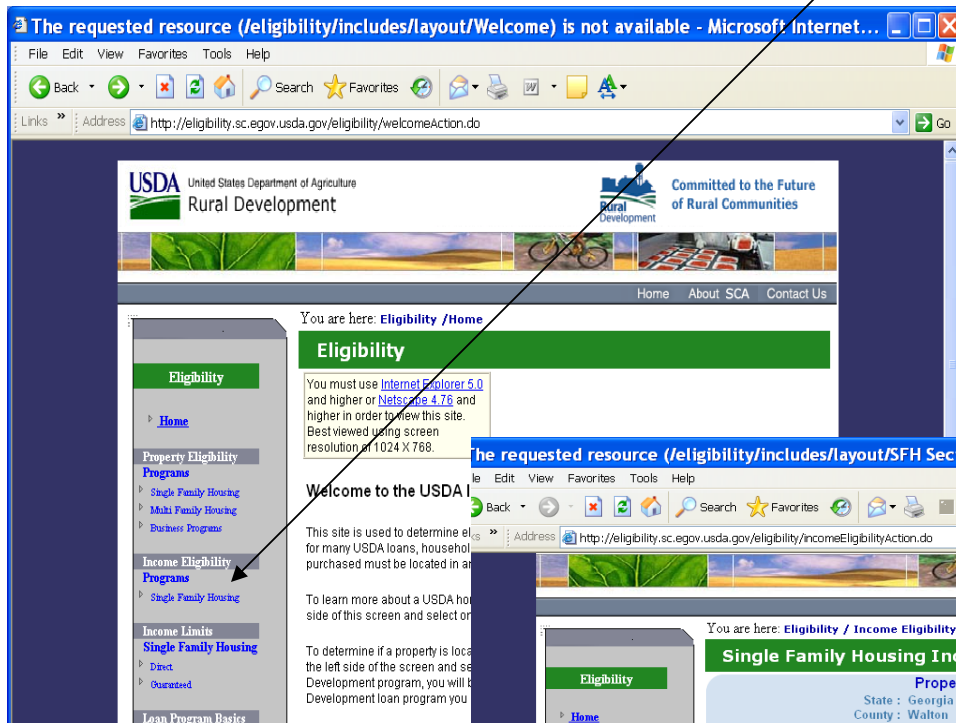 The requested resource (/eligibility/includes/layout/Welcome) is not available - Microsoft Internet...
File Edit View Favorites Tools Help
Back Search Favorites
Links » Address http://eligibility.sc.egov.usda.gov/eligibility/welcomeAction.do Go
USDA United States Department of Agriculture
Rural Development
Rural Development
Committed to the Future
of Rural Communities
Home About SCA Contact Us
You are here: Eligibility /Home
Eligibility
Eligibility
Home
Property Eligibility
Programs
Single Family Housing
Multi Family Housing
Business Programs
Income Eligibility
Programs
Single Family Housing
Income Limits
Single Family Housing
Direct
Guaranteed
Loan Program Basics
You must use Internet Explorer 5.0
and higher or Netscape 4.76 and
higher in order to view this site.
Best viewed using screen
resolution of 1024 X 768.
Welcome to the USDA
This site is used to determine
for many USDA loans,
purchased must be located in
To learn more about a USDA
side of this screen and select
To determine if a property is
the left side of the screen and
Development program, you will
Development loan program you
The requested resource (/eligibility/includes/layout/SFH
Edit View Favorites Tools Help
Back Search Favorites
» Address http://eligibility.sc.egov.usda.gov/eligibility/incomeEligibilityAction.do
You are here: Eligibility / Income Eligibility
Single Family Housing
Eligibility
Home
State : Georgia
County : Walton